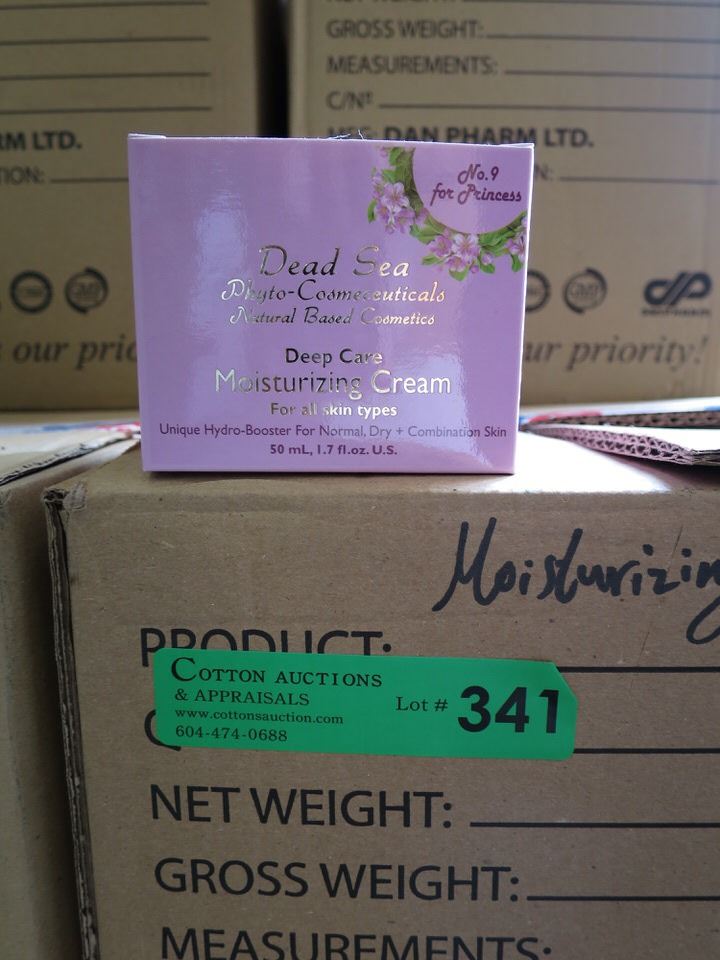 GROSS WEIGHT:
MEASUREMENTS:
C/Nº
RM LTD.
DAN PHARM LTD.
ION:
N:
our prio
ur priority!
No.9
for Princess
Dead Sea
Phyto-Cosmeceuticals
Natural Based Cosmetics
Deep Care
Moisturizing Cream
For all skin types
Unique Hydro-Booster For Normal, Dry + Combination Skin
50 mL, 1.7 fl.oz. U.S.
Moisturizing
PRODUCT:
COTTON AUCTIONS
& APPRAISALS
www.cottonsauction.com
604-474-0688
Lot # 341
NET WEIGHT:
GROSS WEIGHT:
MEASUREMENTS: